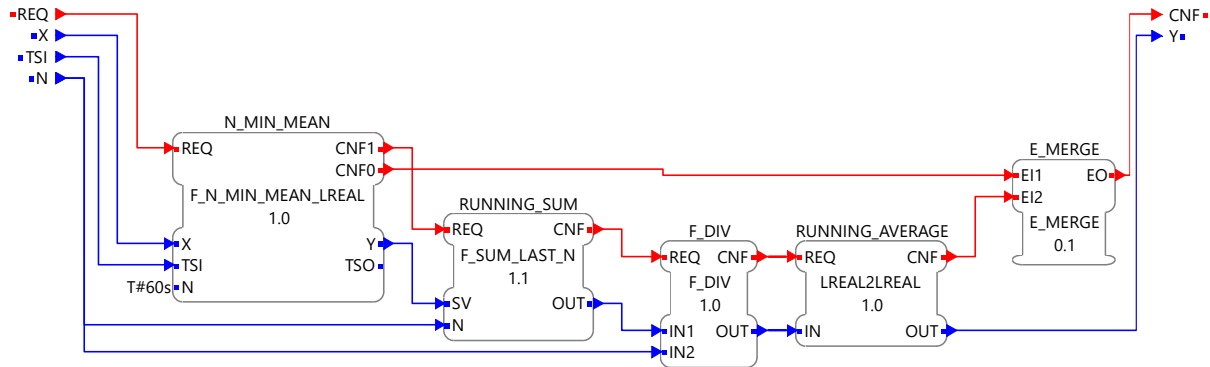 REQ
X
TSI
N
CNF
Y
N_MIN_MEAN
REQ
CNF1
CNF0
F_N_MIN_MEAN_LREAL
1.0
X
Y
TSI
TSO
T#60s
N
RUNNING_SUM
REQ
CNF
F_SUM_LAST_N
1.1
SV
OUT
N
F_DIV
REQ
CNF
F_DIV
1.0
IN1
OUT
IN2
RUNNING_AVERAGE
REQ
CNF
LREAL2LREAL
1.0
IN
OUT
E_MERGE
EI1
EO
EI2
E_MERGE
0.1